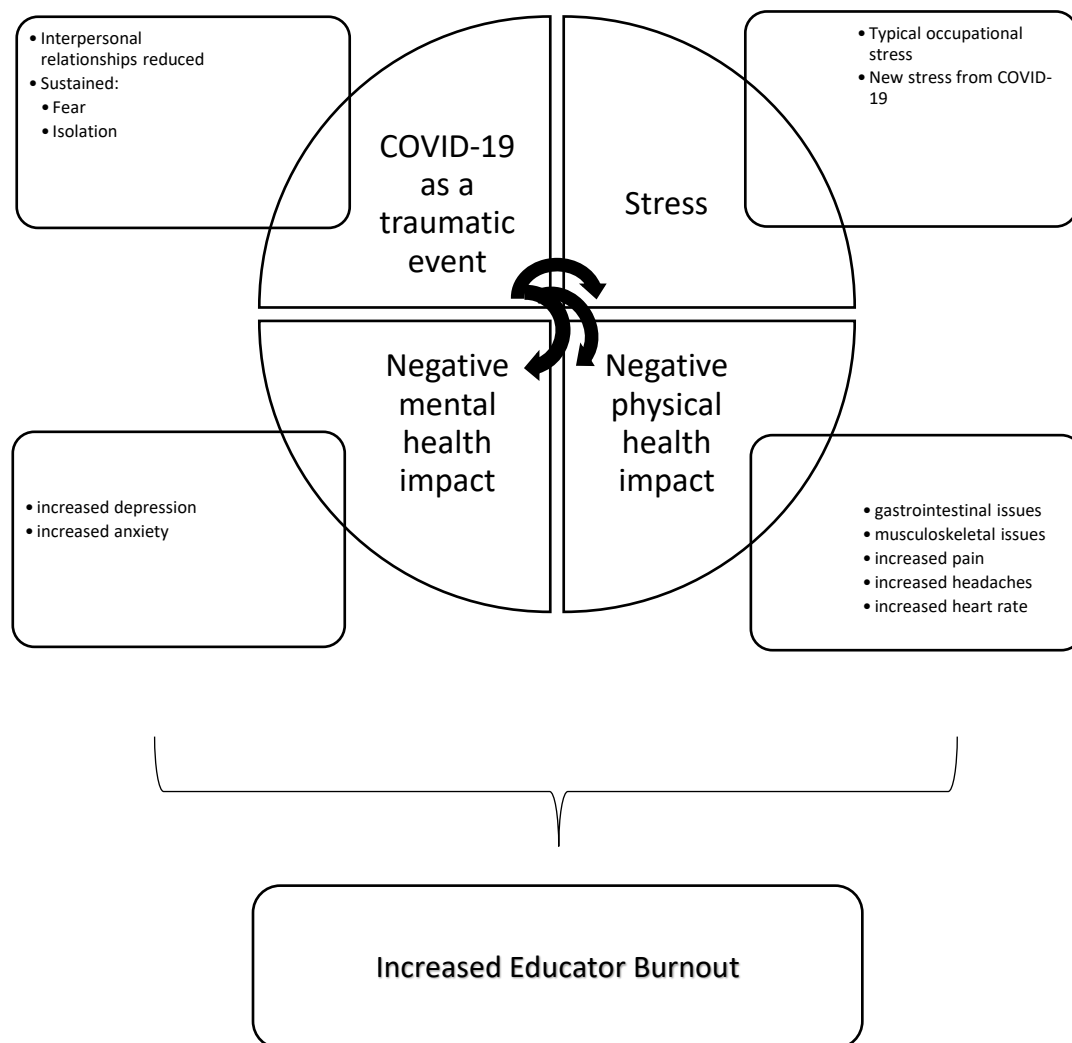 • Interpersonal
relationships reduced
• Sustained:
• Fear
• Isolation
• Typical occupational
stress
• New stress from COVID-
19
COVID-19
as a
traumatic
event
Stress
Negative
mental
health
impact
Negative
physical
health
impact
• increased depression
• increased anxiety
• gastrointestinal issues
• musculoskeletal issues
• increased pain
• increased headaches
• increased heart rate
Increased Educator Burnout